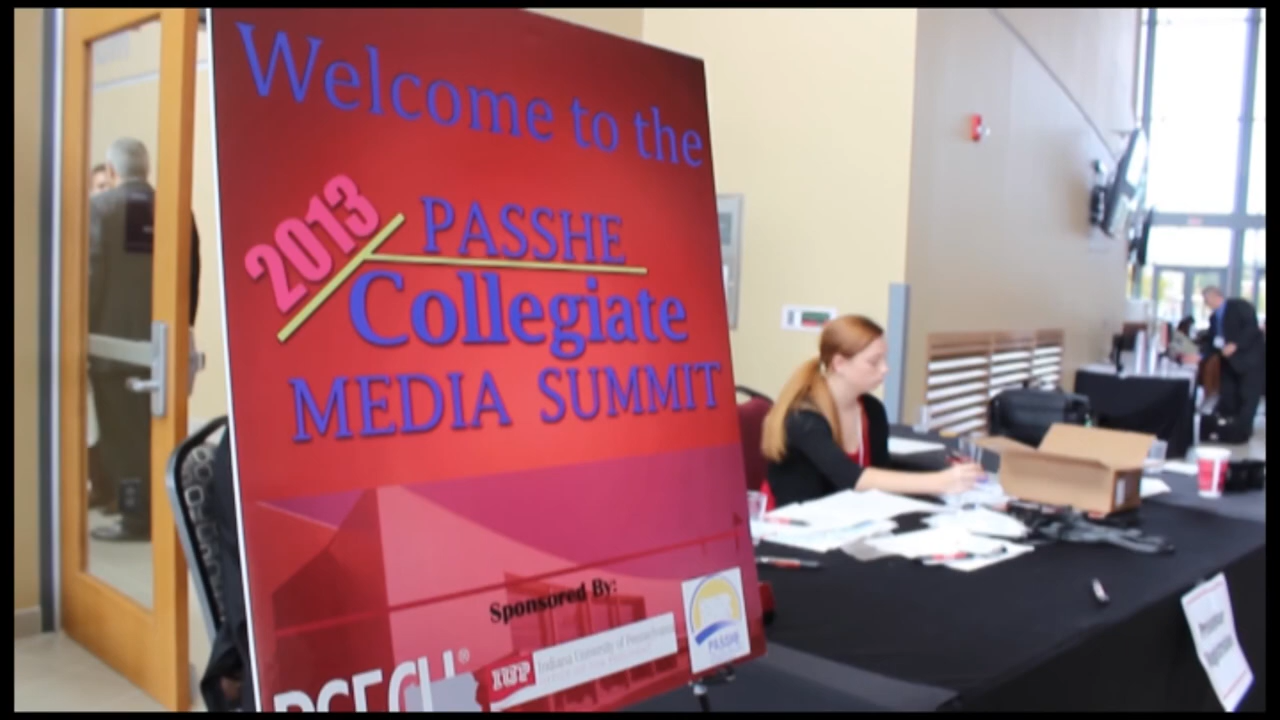 Welcome to the
2013
PASSHE
Collegiate
MEDIA SUMMIT
Sponsored By:
IUP Indiana University of Pennsylvania
PASSHE